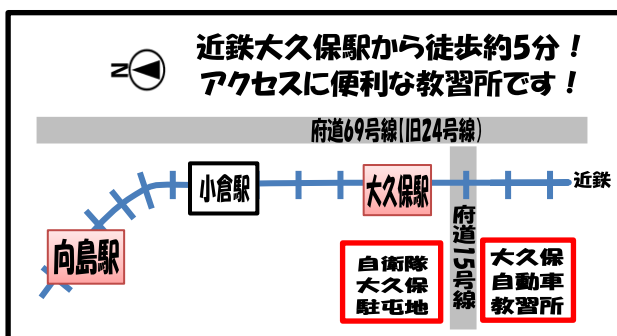 近鉄大久保駅から徒歩約5分！
アクセスに便利な教習所です！
N
府道69号線(旧24号線)
小倉駅
大久保駅
近鉄
向島駅
府道15号線
自衛隊
大久保
駐屯地
大久保
自動車
教習所